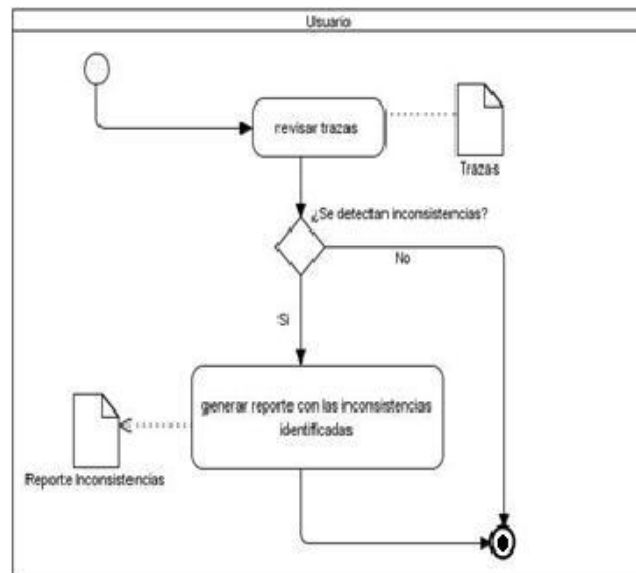 Usuario
revisar trazas
Trazas
¿Se detectan inconsistencias?
No
Si
generar reporte con las inconsistencias
identificadas
Reporte Inconsistencias